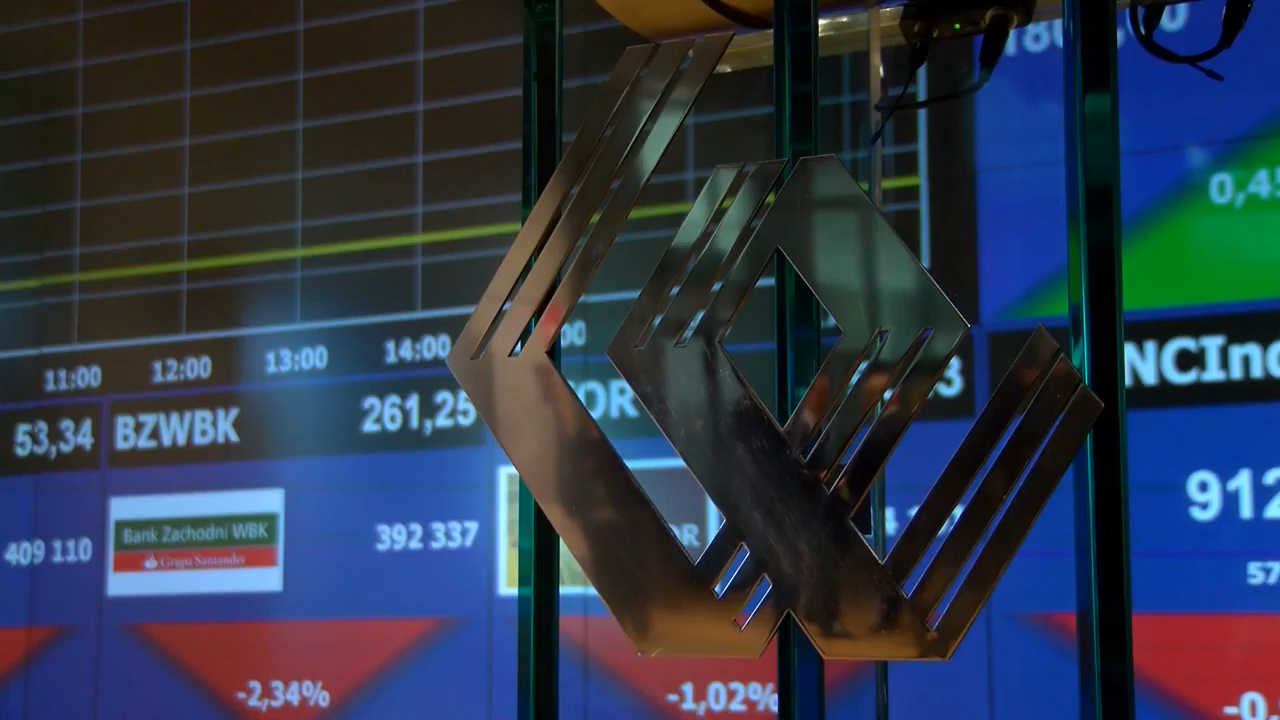 0,45
11:00 12:00 13:00 14:00
53,34 BZWBK 261,25
NCInd
Bank Zachodni WBK
Grupa Santander
409 110 392 337
912
57
-2,34% -1,02% -0,